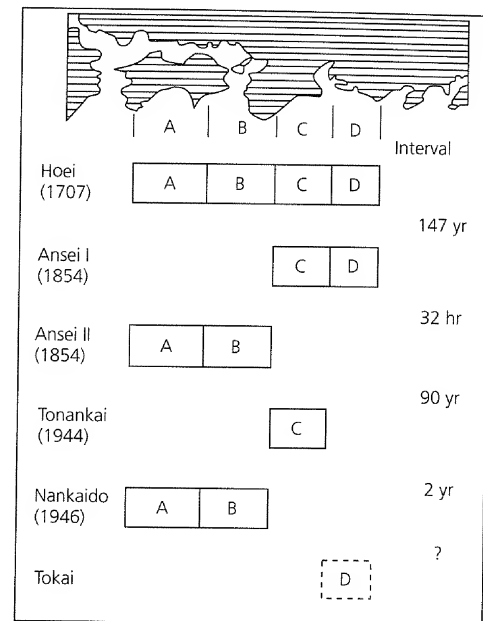 A B C D
Interval
Hoei
(1707)
A B C D
147 yr
Ansei I
(1854)
C D
32 hr
Ansei II
(1854)
A B
90 yr
Tonankai
(1944)
C
2 yr
Nankaido
(1946)
A B
?
Tokai
D